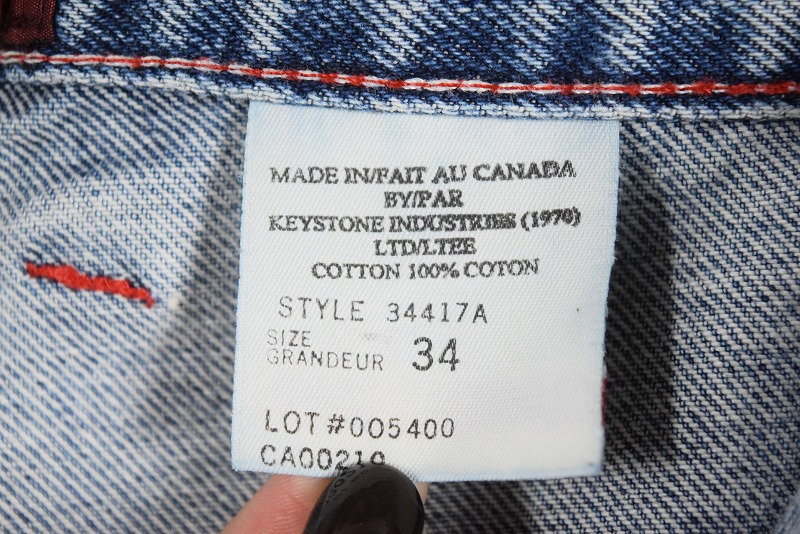 MADE IN/FAIT AU CANADA
BY/PAR
KEYSTONE INDUSTRIES (1970)
LTD/LTEE
COTTON 100% COTON
STYLE 34417A
SIZE
GRANDEUR 34
LOT #005400
CA00219